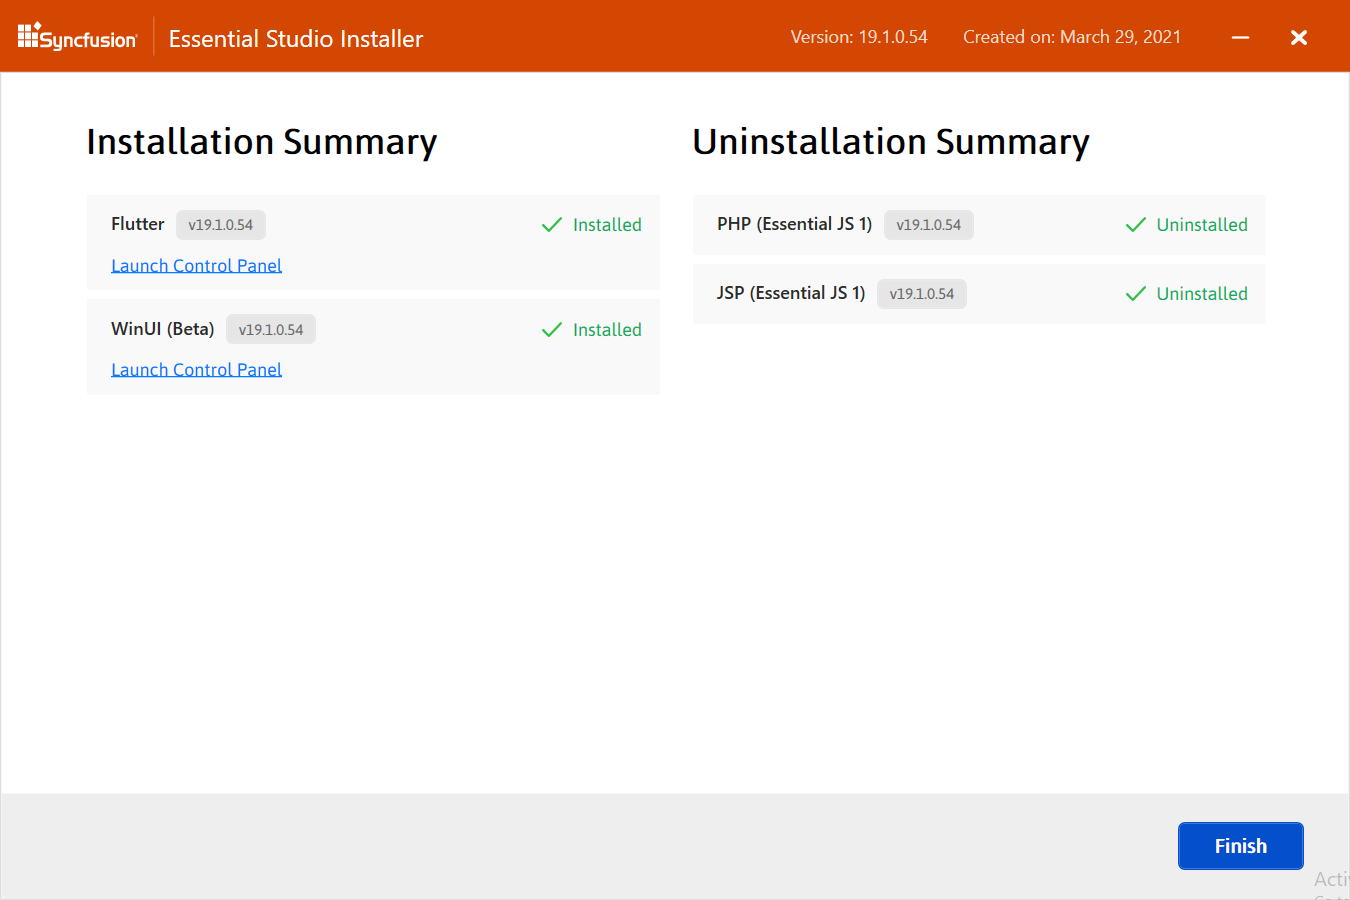 Syncfusion
Essential Studio Installer
Version: 19.1.0.54
Created on: March 29, 2021
Installation Summary
Flutter v19.1.0.54 Installed
Launch Control Panel
WinUI (Beta) v19.1.0.54 Installed
Launch Control Panel
Uninstallation Summary
PHP (Essential JS 1) v19.1.0.54 Uninstalled
JSP (Essential JS 1) v19.1.0.54 Uninstalled
Finish
Activ